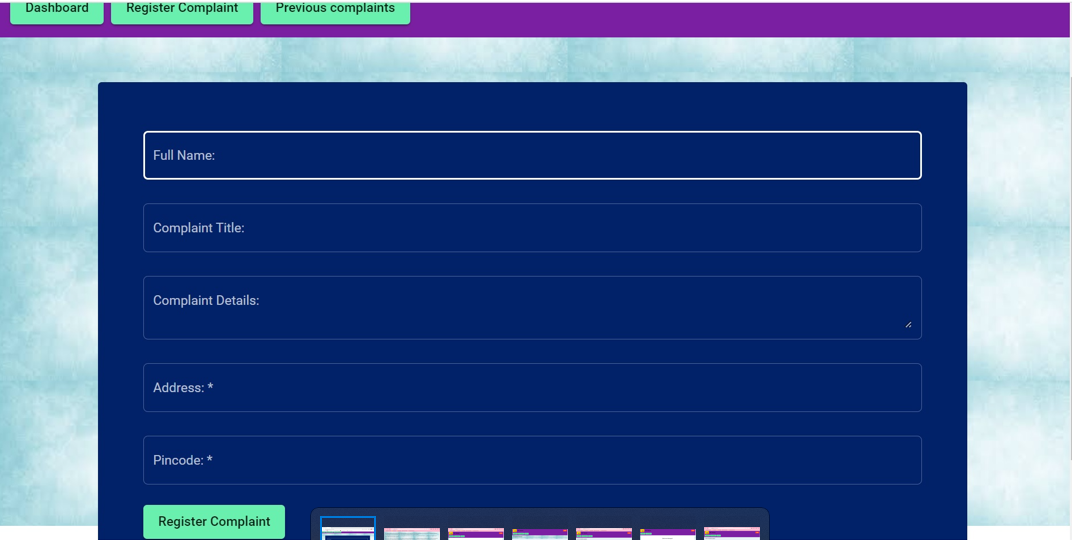 Dashboard
Register Complaint
Previous complaints
Full Name:
Complaint Title:
Complaint Details:
Address: *
Pincode: *
Register Complaint